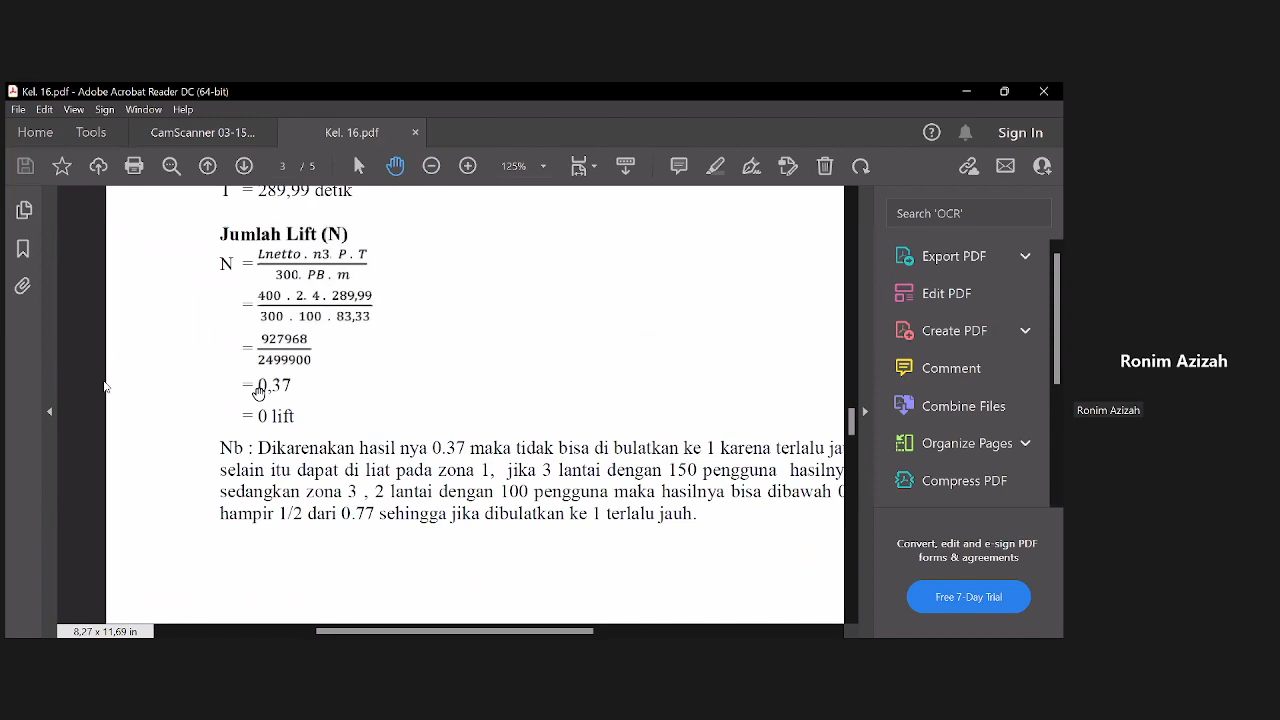 Kel. 16.pdf - Adobe Acrobat Reader DC (64-bit)
File Edit View Sign Window Help
Home Tools CamScanner 03-15... Kel. 16.pdf × Sign In
3 / 5 125%
T = 289,99 detik
Jumlah Lift (N)
N = Lnetto . n3. P . T
300. PB . m
= 400 . 2. 4 . 289,99
300 . 100 . 83,33
= 927968
2499900
= 0,37
= 0 lift
Nb : Dikarenakan hasil nya 0.37 maka tidak bisa di bulatkan ke 1 karena terlalu
selain itu dapat di liat pada zona 1, jika 3 lantai dengan 150 pengguna
sedangkan zona 3 , 2 lantai dengan 100 pengguna maka hasilnya bisa dibawah
hampir 1/2 dari 0.77 sehingga jika dibulatkan ke 1 terlalu jauh.
8,27 x 11,69 in
Search 'OCR'
Export PDF
Edit PDF
Create PDF
Comment
Combine Files
Organize Pages
Compress PDF
Convert, edit and e-sign PDF
forms & agreements
Free 7-Day Trial
Ronim Azizah
Ronim Azizah